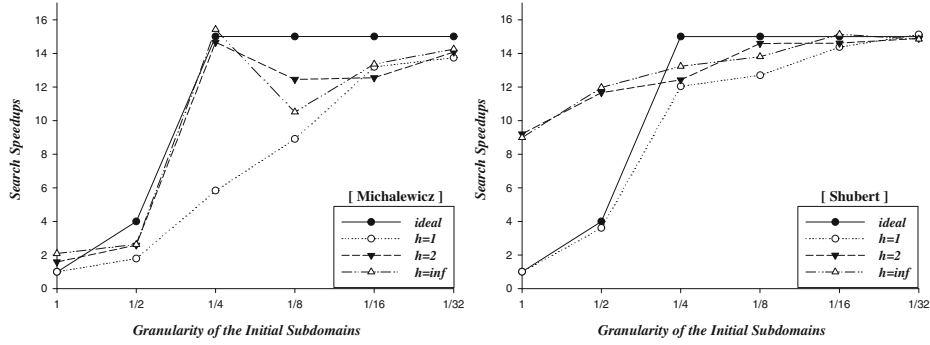 Search Speedups
16
14
12
10
8
6
4
2
0
1 1/2 1/4 1/8 1/16 1/32
Granularity of the Initial Subdomains
[ Michalewicz ]
ideal
h=1
h=2
h=inf
Search Speedups
16
14
12
10
8
6
4
2
0
1 1/2 1/4 1/8 1/16 1/32
Granularity of the Initial Subdomains
[ Shubert ]
ideal
h=1
h=2
h=inf